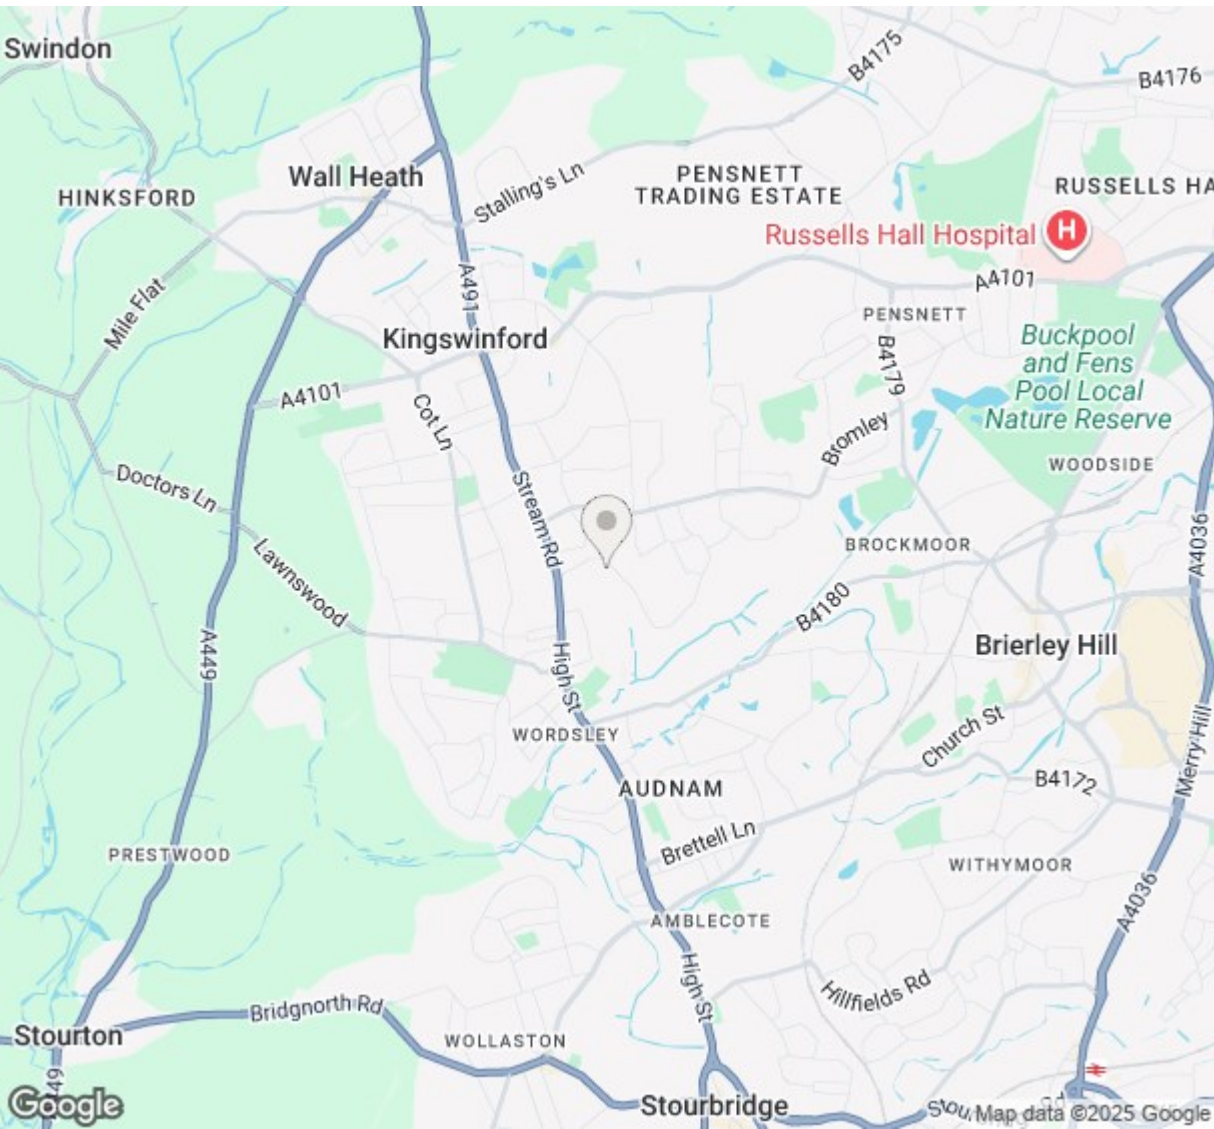 Swindon
B4175
B4176
Wall Heath
HINKSFORD
Stalling's Ln
PENSNETT
TRADING ESTATE
RUSSELLS HA
Russells Hall Hospital
H
A4101
A491
Mile Flat
PENSNETT
Kingswinford
Buckpool
and Fens
Pool Local
Nature Reserve
B4179
A4101
Cot Ln
Bromley
WOODSIDE
Doctors Ln
Stream Rd
A4036
BROCKMOOR
Lawnswood
B4180
A449
Brierley Hill
High St
WORDSLEY
Church St
Merry Hill
AUDNAM
B4172
Brettell Ln
PRESTWOOD
WITHYMOOR
A4036
AMBLECOTE
High St
Hillfields Rd
Bridgnorth Rd
Stourton
WOLLASTON
A449
Google
Stourbridge
Map data ©2025 Google